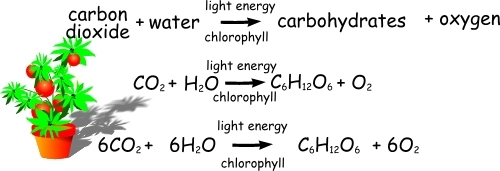 carbon dioxide + water light energy chlorophyll carbohydrates + oxygen
CO₂ + H₂O light energy chlorophyll C₆H₁₂O₆ + O₂
6CO₂ + 6H₂O light energy chlorophyll C₆H₁₂O₆ + 6O₂